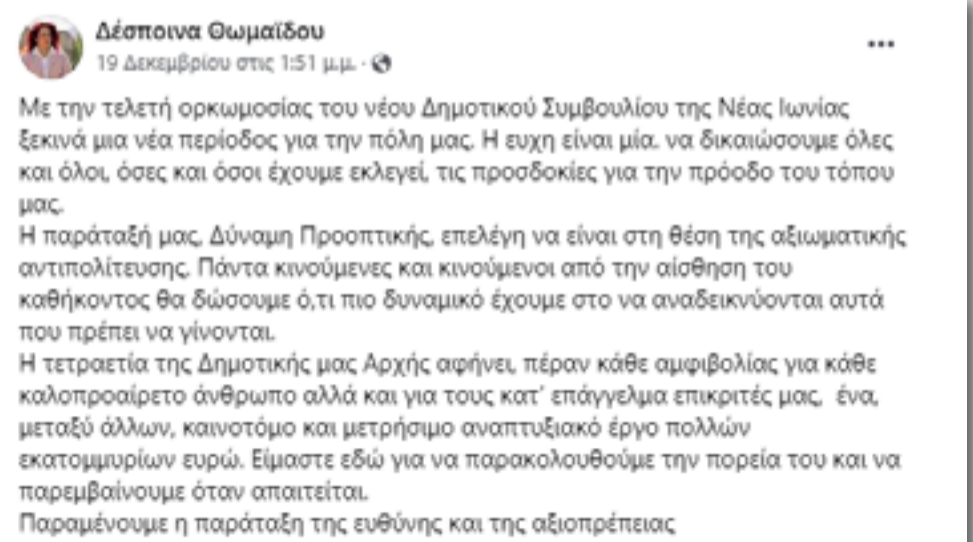 Δέσποινα Θωμαΐδου
19 Δεκεμβρίου στις 1:51 μ.μ. ·
Με την τελετή ορκωμοσίας του νέου Δημοτικού Συμβουλίου της Νέας Ιωνίας
ξεκινά μια νέα περίοδος για την πόλη μας. Η ευχη είναι μία. να δικαιώσουμε όλες
και όλοι, όσες και όσοι έχουμε εκλεγεί, τις προσδοκίες για την πρόοδο του τόπου
μας.
Η παράταξή μας, Δύναμη Προοπτικής, επελέγη να είναι στη θέση της αξιωματικής
αντιπολίτευσης. Πάντα κινούμενες και κινούμενοι από την αίσθηση του
καθήκοντος θα δώσουμε ό,τι πιο δυναμικό έχουμε στο να αναδεικνύονται αυτά
που πρέπει να γίνονται.
Η τετραετία της Δημοτικής μας Αρχής αφήνει, πέραν κάθε αμφιβολίας για κάθε
καλοπροαίρετο άνθρωπο αλλά και για τους κατ' επάγγελμα επικριτές μας, ένα,
μεταξύ άλλων, καινοτόμο και μετρήσιμο αναπτυξιακό έργο πολλών
εκατομμυρίων ευρώ. Είμαστε εδώ για να παρακολουθούμε την πορεία του και να
παρεμβαίνουμε όταν απαιτείται.
Παραμένουμε η παράταξη της ευθύνης και της αξιοπρέπειας